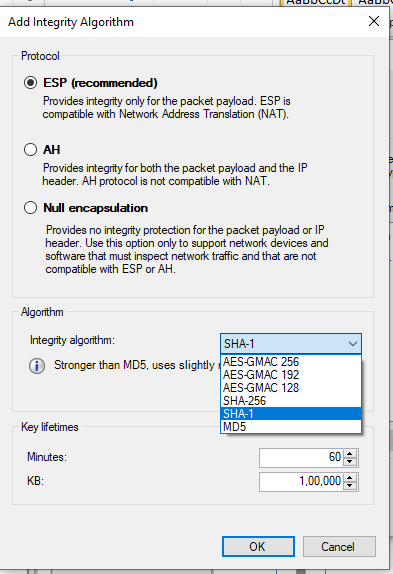 AaBbCcDt
Add Integrity Algorithm
Protocol
ESP (recommended)
Provides integrity only for the packet payload. ESP is
compatible with Network Address Translation (NAT).
AH
Provides integrity for both the packet payload and the IP
header. AH protocol is not compatible with NAT.
Null encapsulation
Provides no integrity protection for the packet payload or IP
header. Use this option only to support network devices and
software that must inspect network traffic and that are not
compatible with ESP or AH.
Algorithm
Integrity algorithm: SHA-1
Stronger than MD5, uses slightly
AES-GMAC 256
AES-GMAC 192
AES-GMAC 128
SHA-256
SHA-1
MD5
Key lifetimes
Minutes: 60
KB: 1,00,000
OK Cancel